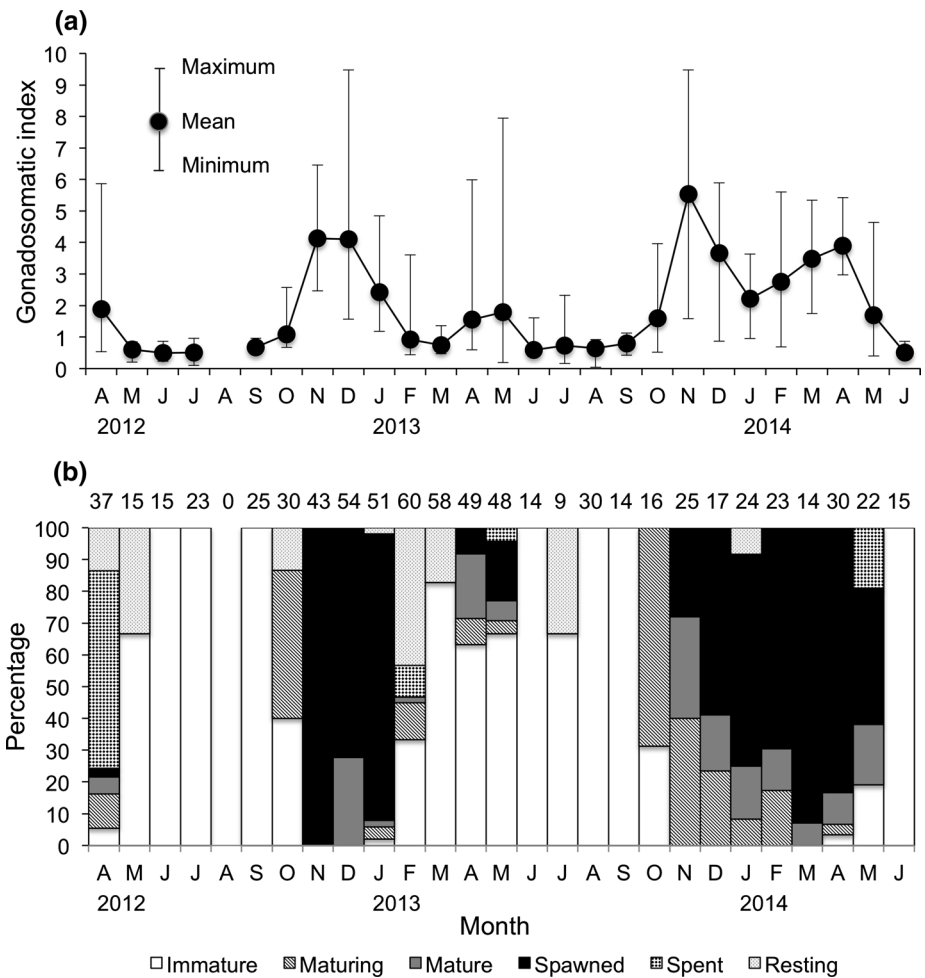 (a)
Gonadosomatic index
10
9
8
7
6
5
4
3
2
1
0
Maximum
Mean
Minimum
A M J J A S O N D J F M A M J J A S O N D J F M A M J
2012 2013 2014
(b)
37 15 15 23 0 25 30 43 54 51 60 58 49 48 14 9 30 14 16 25 17 24 23 14 30 22 15
Percentage
100
90
80
70
60
50
40
30
20
10
0
A M J J A S O N D J F M A M J J A S O N D J F M A M J
2012 2013 2014
Month
Immature Maturing Mature Spawned Spent Resting